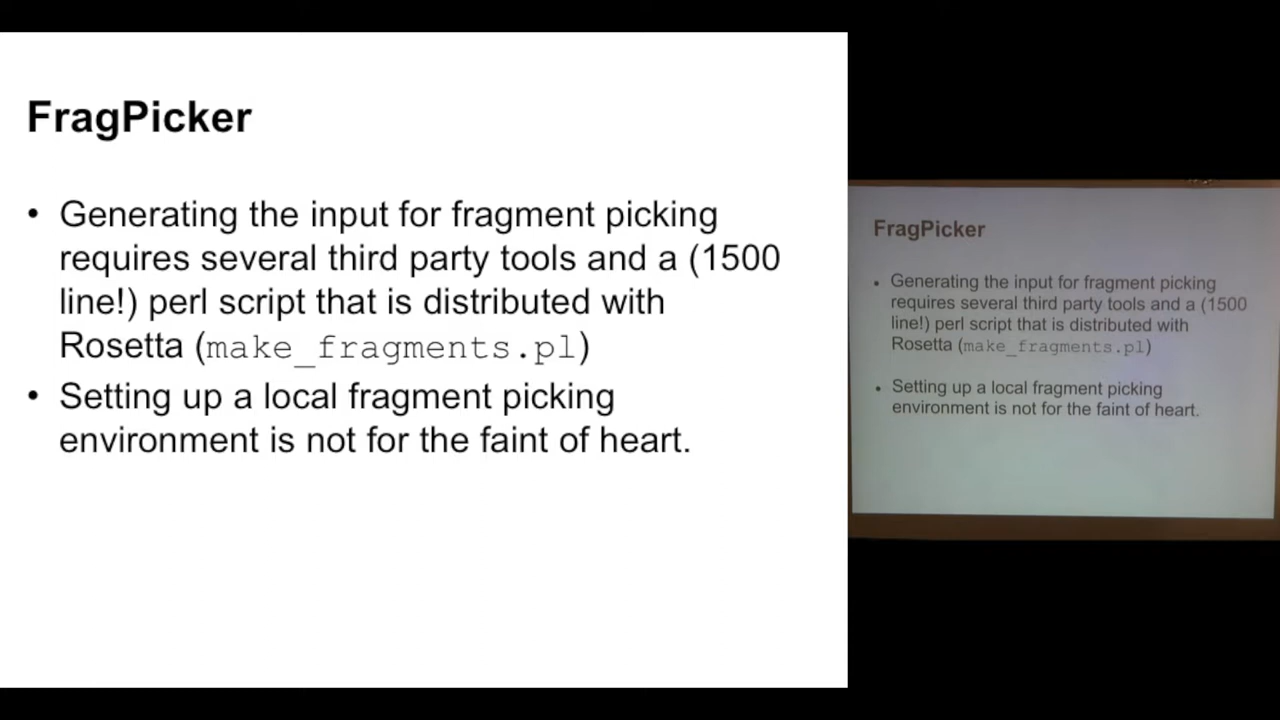 FragPicker
• Generating the input for fragment picking
requires several third party tools and a (1500
line!) perl script that is distributed with
Rosetta (make_fragments.pl)
• Setting up a local fragment picking
environment is not for the faint of heart.
FragPicker
• Generating the input for fragment picking
requires several third party tools and a (1500
line!) perl script that is distributed with
Rosetta (make_fragments.pl)
• Setting up a local fragment picking
environment is not for the faint of heart.